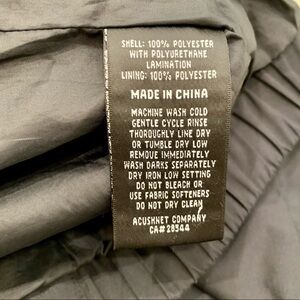 SHELL: 100% POLYESTER
WITH POLYURETHANE
LAMINATION
LINING: 100% POLYESTER
MADE IN CHINA
MACHINE WASH COLD
GENTLE CYCLE RINSE
THOROUGHLY LINE DRY
OR TUMBLE DRY LOW
REMOVE IMMEDIATELY
WASH DARKS SEPARATELY
DRY IRON LOW SETTING
DO NOT BLEACH OR
USE FABRIC SOFTENERS
DO NOT DRY CLEAN
ACUSHNET COMPANY
CA#28544